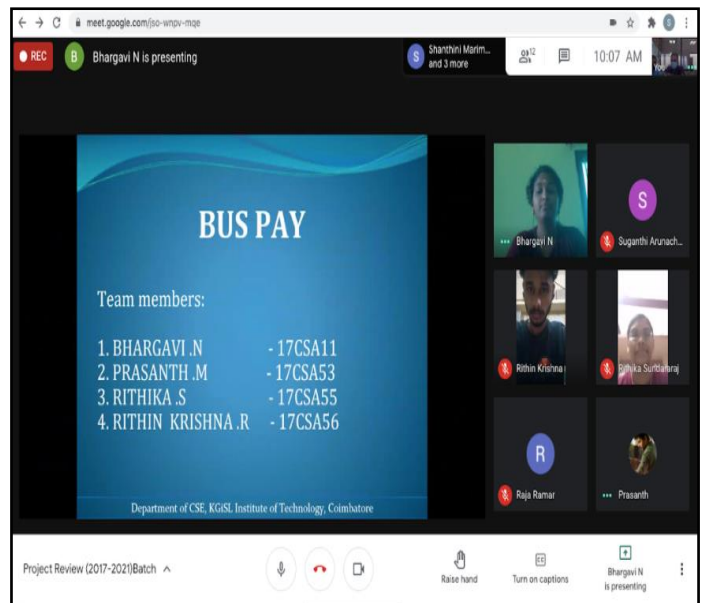 meet.google.com/jso-wnpv-mqe
S
REC
B
Bhargavi N is presenting
S
Shanthini Marim...
and 3 more
12
10:07 AM
You
BUS PAY
Team members:
1. BHARGAVI .N - 17CSA11
2. PRASANTH .M - 17CSA53
3. RITHIKA .S - 17CSA55
4. RITHIN KRISHNA .R - 17CSA56
Department of CSE, KGiSL Institute of Technology, Coimbatore
Bhargavi N
S
Suganthi Arunach...
Rithin Krishna
Rithika Sundararaj
R
Raja Ramar
Prasanth
Project Review (2017-2021)Batch
Raise hand
CC
Turn on captions
Bhargavi N
is presenting